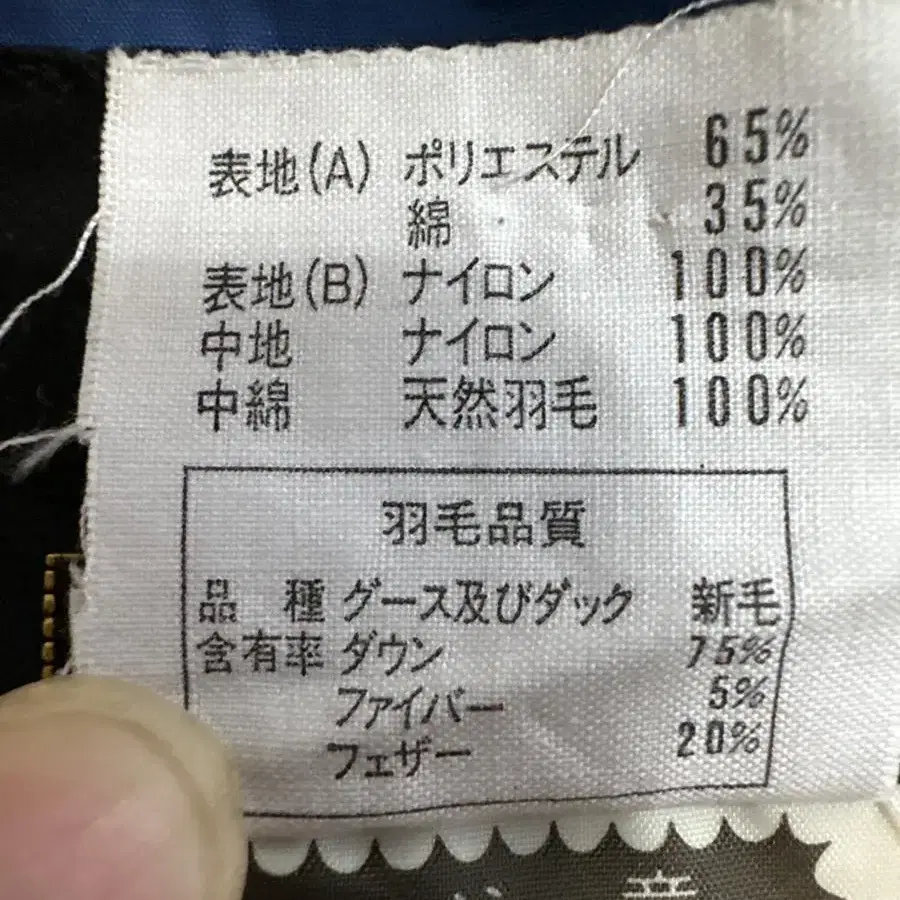 表地(A) ポリエステル 65%
綿 35%
表地(B) ナイロン 100%
中地 ナイロン 100%
中綿 天然羽毛 100%
羽毛品質
品 種 グース及びダック 新毛
含有率 ダウン 75%
ファイバー 5%
フェザー 20%